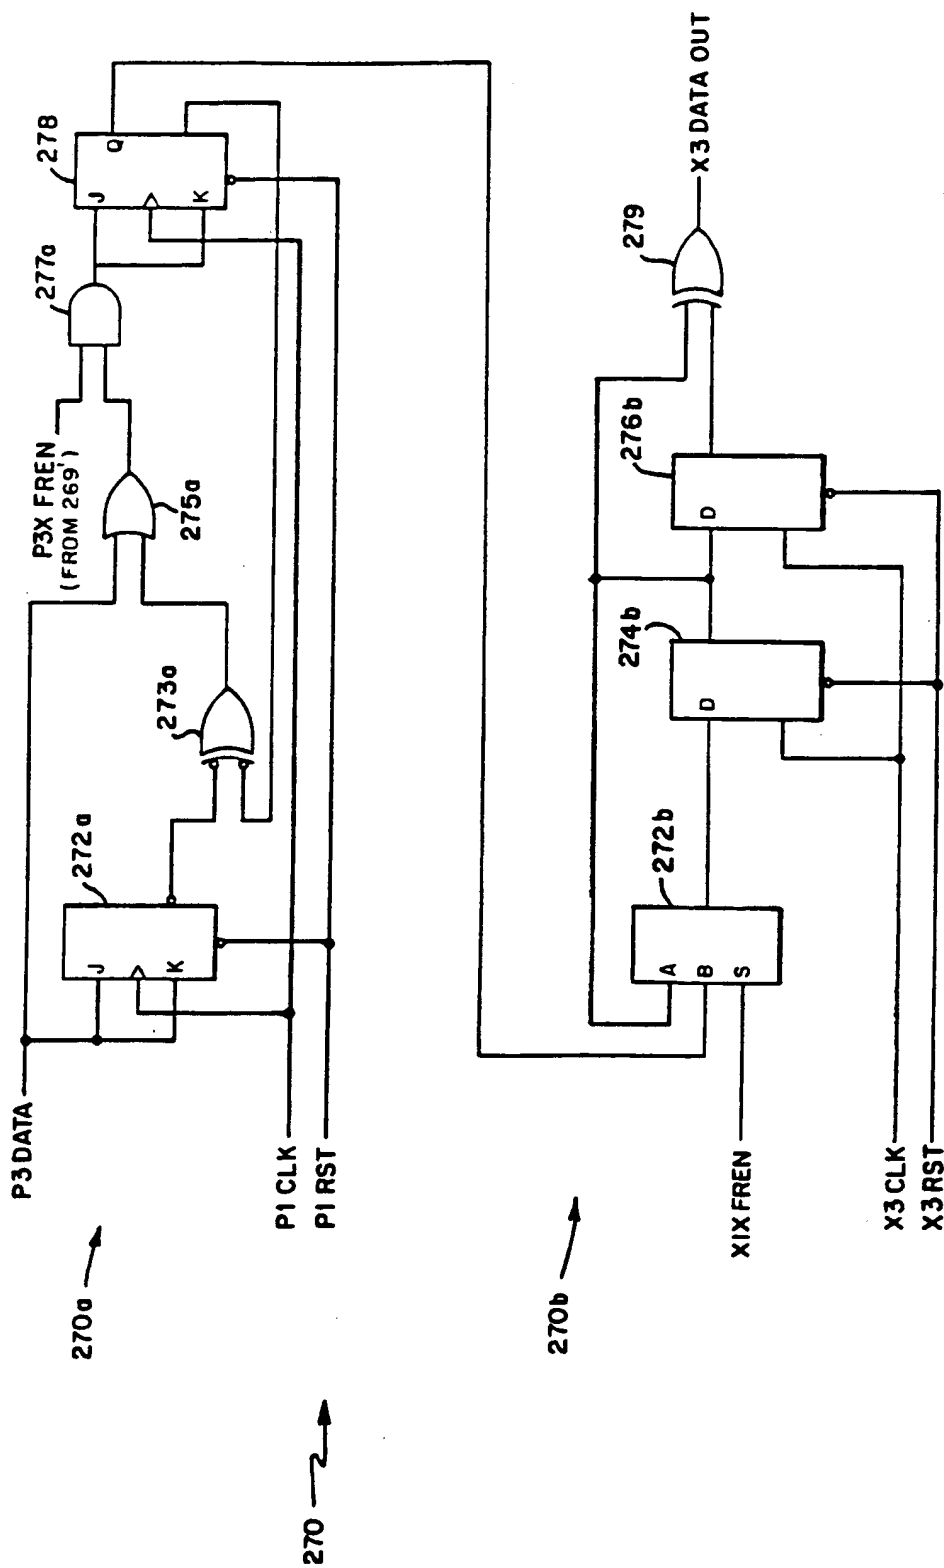 270
270a
P3 DATA
P1 CLK
P1 RST
272a
J
K
273a
275a
P3X FREN
(FROM 269')
277a
278
J
K
Q
270b
X1X FREN
X3 CLK
X3 RST
272b
A
B
S
274b
D
276b
D
279
X3 DATA OUT